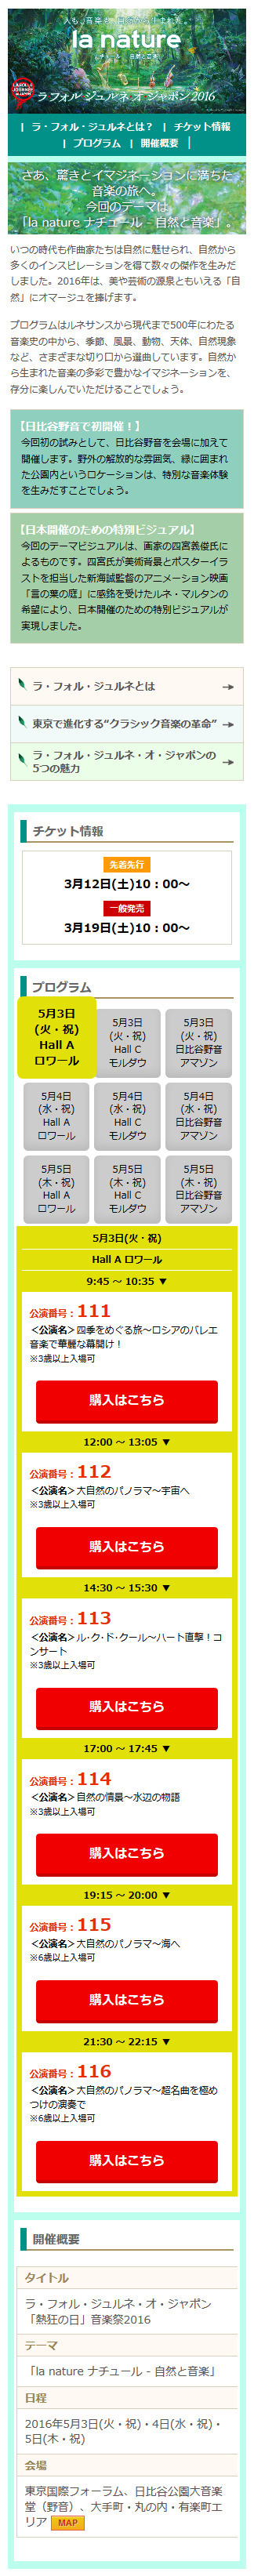 人も、音楽も、自然から生まれた。
la nature
ナチュール 自然と音楽
ラ フォル ジュルネ オ ジャポン 2016
| ラ・フォル・ジュルネとは？ | チケット情報
| プログラム | 開催概要 |
さあ、驚きとイマジネーションに満ちた
音楽の旅へ。
今回のテーマは
「la nature ナチュール - 自然と音楽」。
いつの時代も作曲家たちは自然に魅せられ、自然から
多くのインスピレーションを得て数々の傑作を生みだ
しました。2016年は、美や芸術の源泉ともいえる「自
然」にオマージュを捧げます。
プログラムはルネサンスから現代まで500年にわたる
音楽史の中から、季節、風景、動物、天体、自然現象
など、さまざまな切り口から選曲しています。自然か
ら生まれた音楽の多彩で豊かなイマジネーションを、
存分に楽しんでいただけることでしょう。
【日比谷野音で初開催！】
今回初の試みとして、日比谷野音を会場に加えて
開催します。野外の解放的な雰囲気、緑に囲まれ
た公園内というロケーションは、特別な音楽体験
を生みだすことでしょう。
【日本開催のための特別ビジュアル】
今回のテーマビジュアルは、画家の四宮義俊氏に
よるものです。四宮氏が美術背景とポスターイラ
ストを担当した新海誠監督のアニメーション映画
「言の葉の庭」に感銘を受けたルネ・マルタンの
希望により、日本開催のための特別ビジュアルが
実現しました。
ラ・フォル・ジュルネとは
東京で進化する“クラシック音楽の革命”
ラ・フォル・ジュルネ・オ・ジャポンの
5つの魅力
チケット情報
先着先行
3月12日(土)10：00～
一般発売
3月19日(土)10：00～
プログラム
5月3日
(火・祝)
Hall A
ロワール
5月3日
(火・祝)
Hall C
モルダウ
5月3日
(火・祝)
日比谷野音
アマゾン
5月4日
(水・祝)
Hall A
ロワール
5月4日
(水・祝)
Hall C
モルダウ
5月4日
(水・祝)
日比谷野音
アマゾン
5月5日
(木・祝)
Hall A
ロワール
5月5日
(木・祝)
Hall C
モルダウ
5月5日
(木・祝)
日比谷野音
アマゾン
5月3日(火・祝)
Hall A ロワール
9:45 ～ 10:35 ▼
公演番号：111
＜公演名＞四季をめぐる旅～ロシアのバレエ
音楽で華麗な幕開け！
※3歳以上入場可
購入はこちら
12:00 ～ 13:05 ▼
公演番号：112
＜公演名＞大自然のパノラマ～宇宙へ
※3歳以上入場可
購入はこちら
14:30 ～ 15:30 ▼
公演番号：113
＜公演名＞ル・ク・ド・クール～ハート直撃！コ
ンサート
※3歳以上入場可
購入はこちら
17:00 ～ 17:45 ▼
公演番号：114
＜公演名＞自然の情景～水辺の物語
※3歳以上入場可
購入はこちら
19:15 ～ 20:00 ▼
公演番号：115
＜公演名＞大自然のパノラマ～海へ
※6歳以上入場可
購入はこちら
21:30 ～ 22:15 ▼
公演番号：116
＜公演名＞大自然のパノラマ～超名曲を極め
つけの演奏で
※6歳以上入場可
購入はこちら
開催概要
タイトル
ラ・フォル・ジュルネ・オ・ジャポン
「熱狂の日」音楽祭2016
テーマ
「la nature ナチュール - 自然と音楽」
日程
2016年5月3日(火・祝)・4日(水・祝)・
5日(木・祝)
会場
東京国際フォーラム、日比谷公園大音楽
堂（野音）、大手町・丸の内・有楽町エ
リア MAP